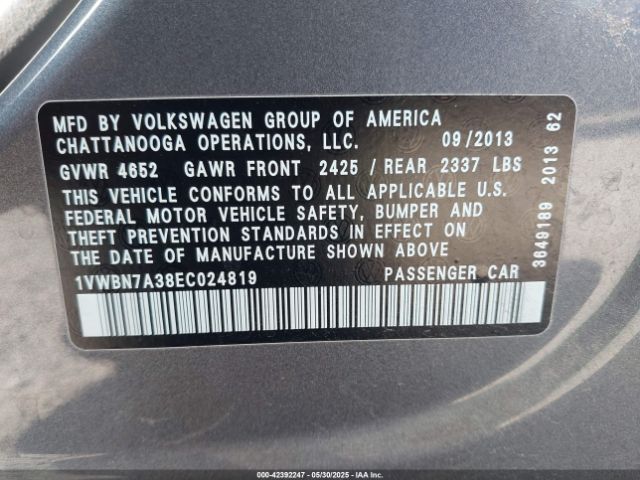 MFD BY VOLKSWAGEN GROUP OF AMERICA
CHATTANOOGA OPERATIONS, LLC. 09/2013
GVWR 4652 GAWR FRONT 2425 / REAR 2337 LBS
THIS VEHICLE CONFORMS TO ALL APPLICABLE U.S.
FEDERAL MOTOR VEHICLE SAFETY, BUMPER AND
THEFT PREVENTION STANDARDS IN EFFECT ON
THE DATE OF MANUFACTURE SHOWN ABOVE
1VWBN7A38EC024819 PASSENGER CAR
3649189 2013 62
000-42392247 — 05/30/2025 — IAAI.com